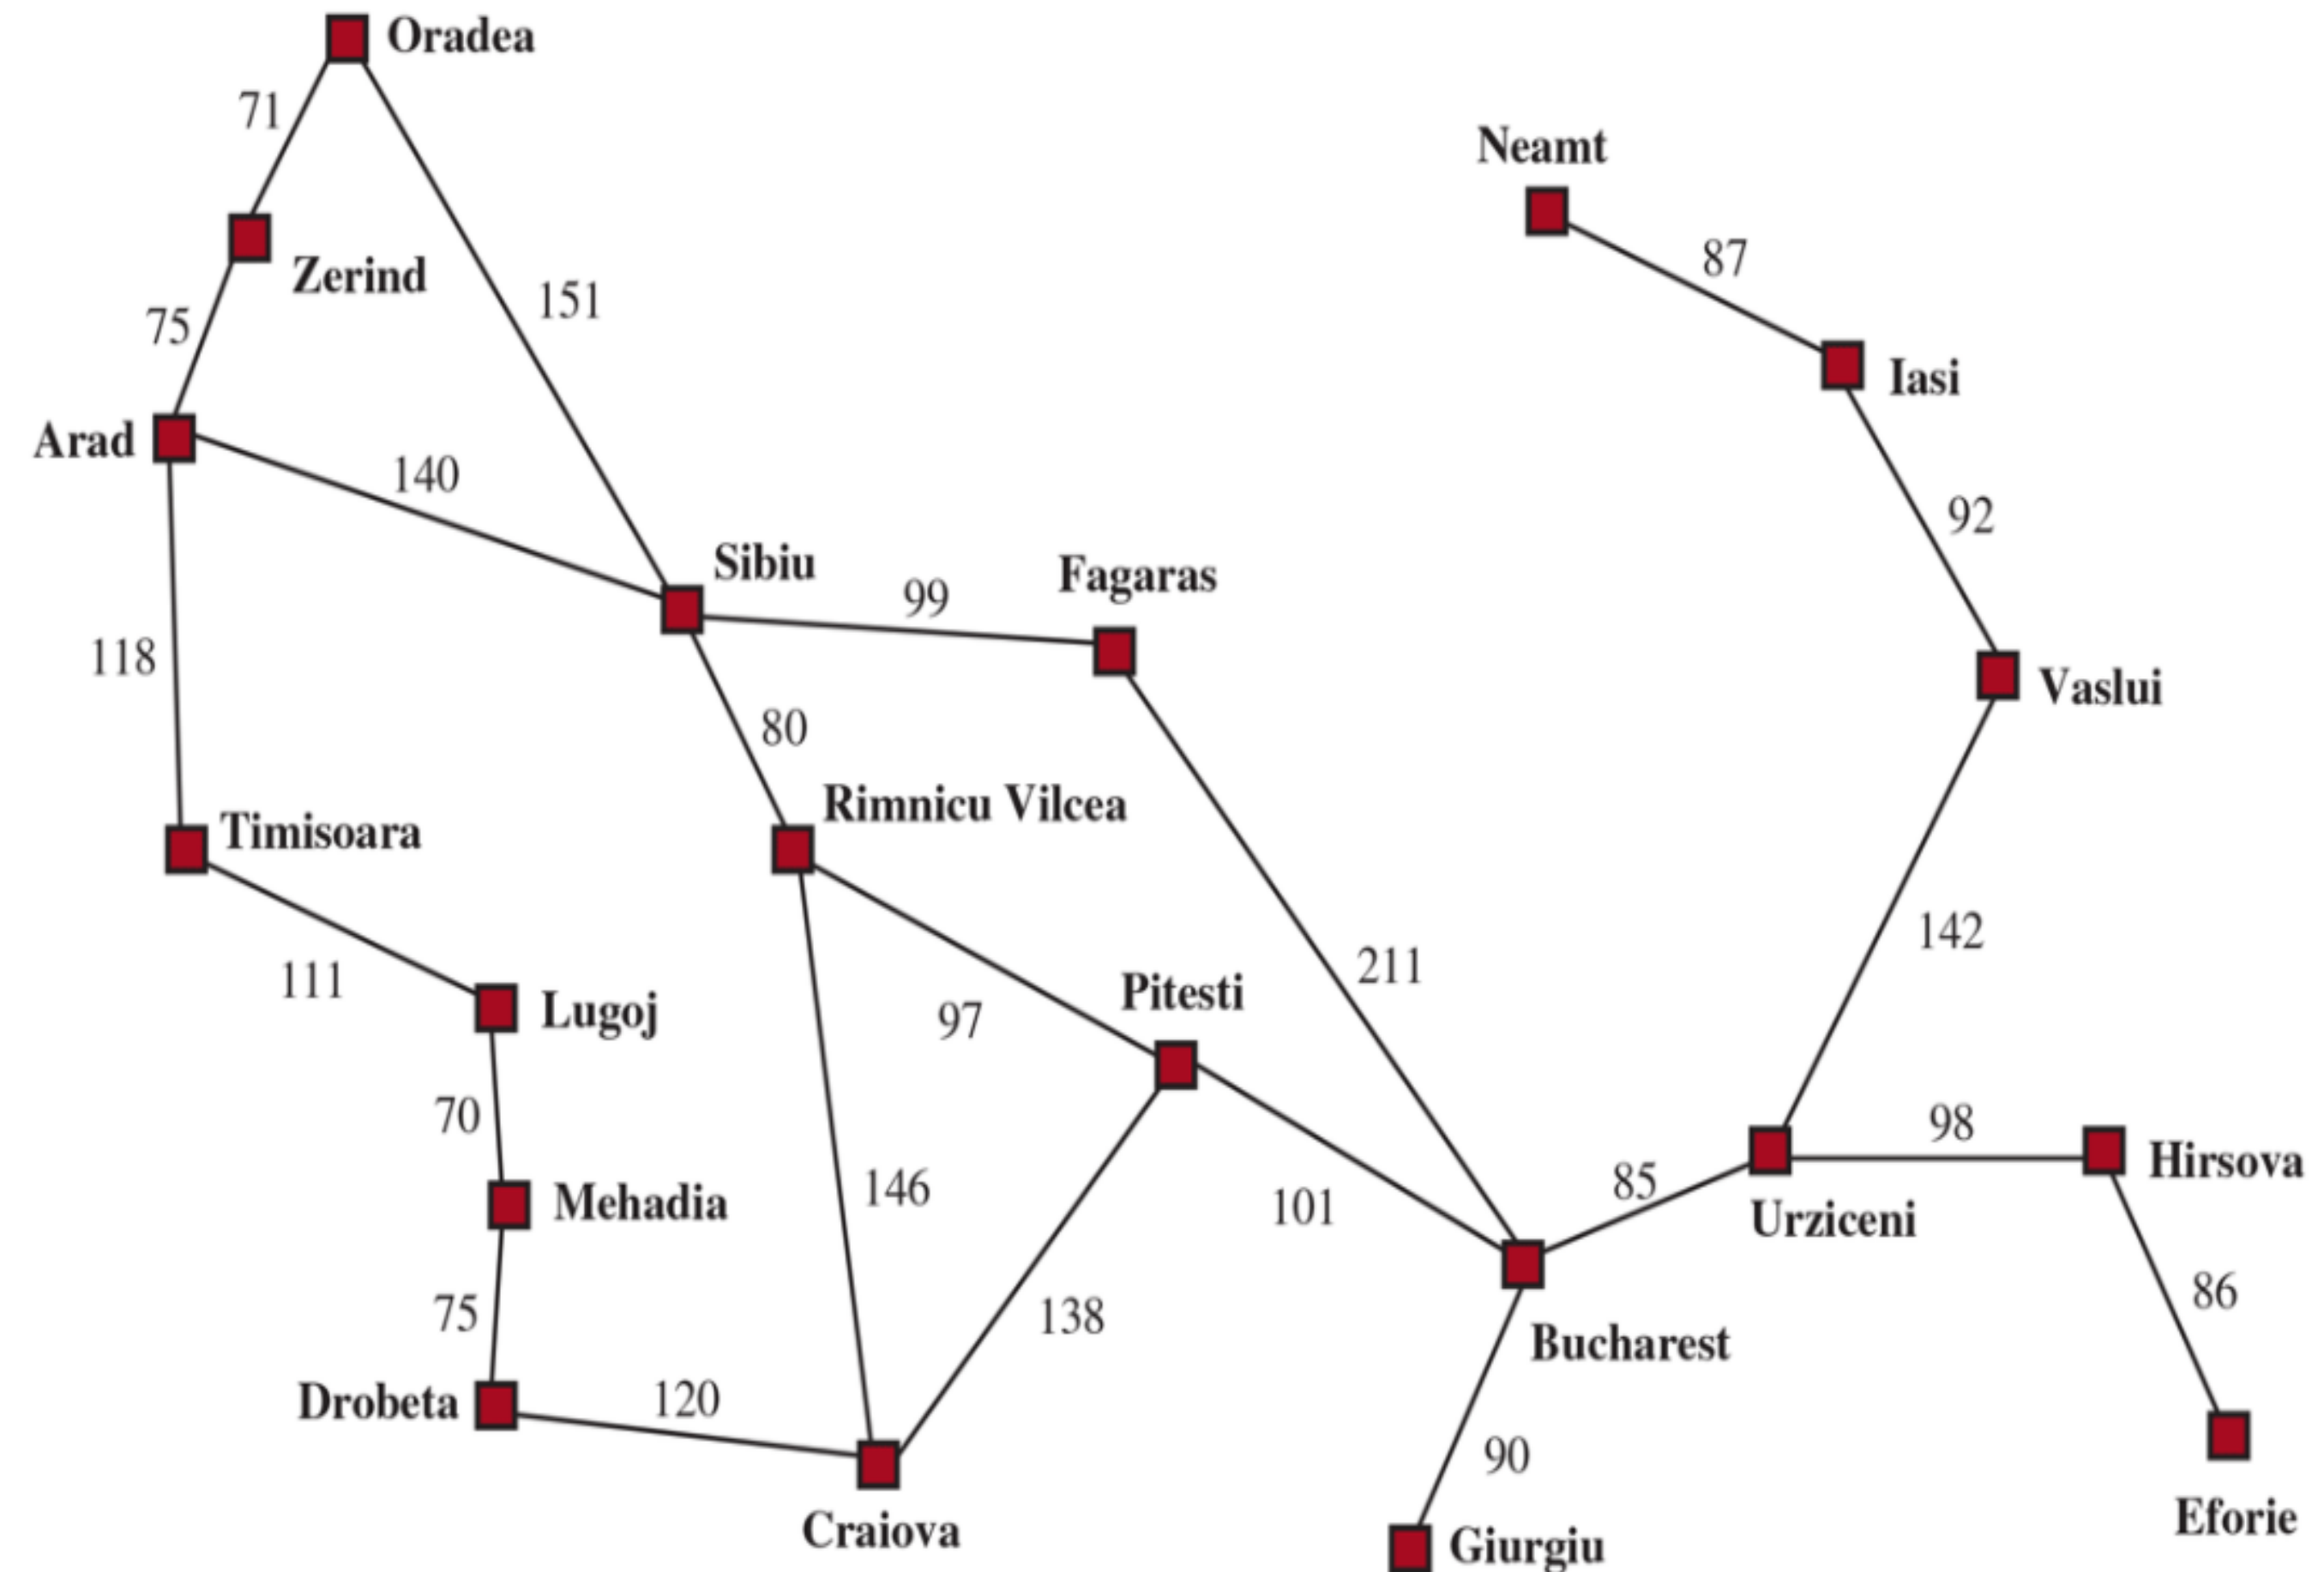 Oradea
71
Neamt
87
Zerind
151
75
Iasi
Arad
140
92
Sibiu
99
Fagaras
118
Vaslui
80
Rimnicu Vilcea
Timisoara
142
211
111
Lugoj
97
Pitesti
70
98
Hirsova
146
85
Mehadia
101
Urziceni
86
75
138
Bucharest
Drobeta
120
90
Eforie
Craiova
Giurgiu